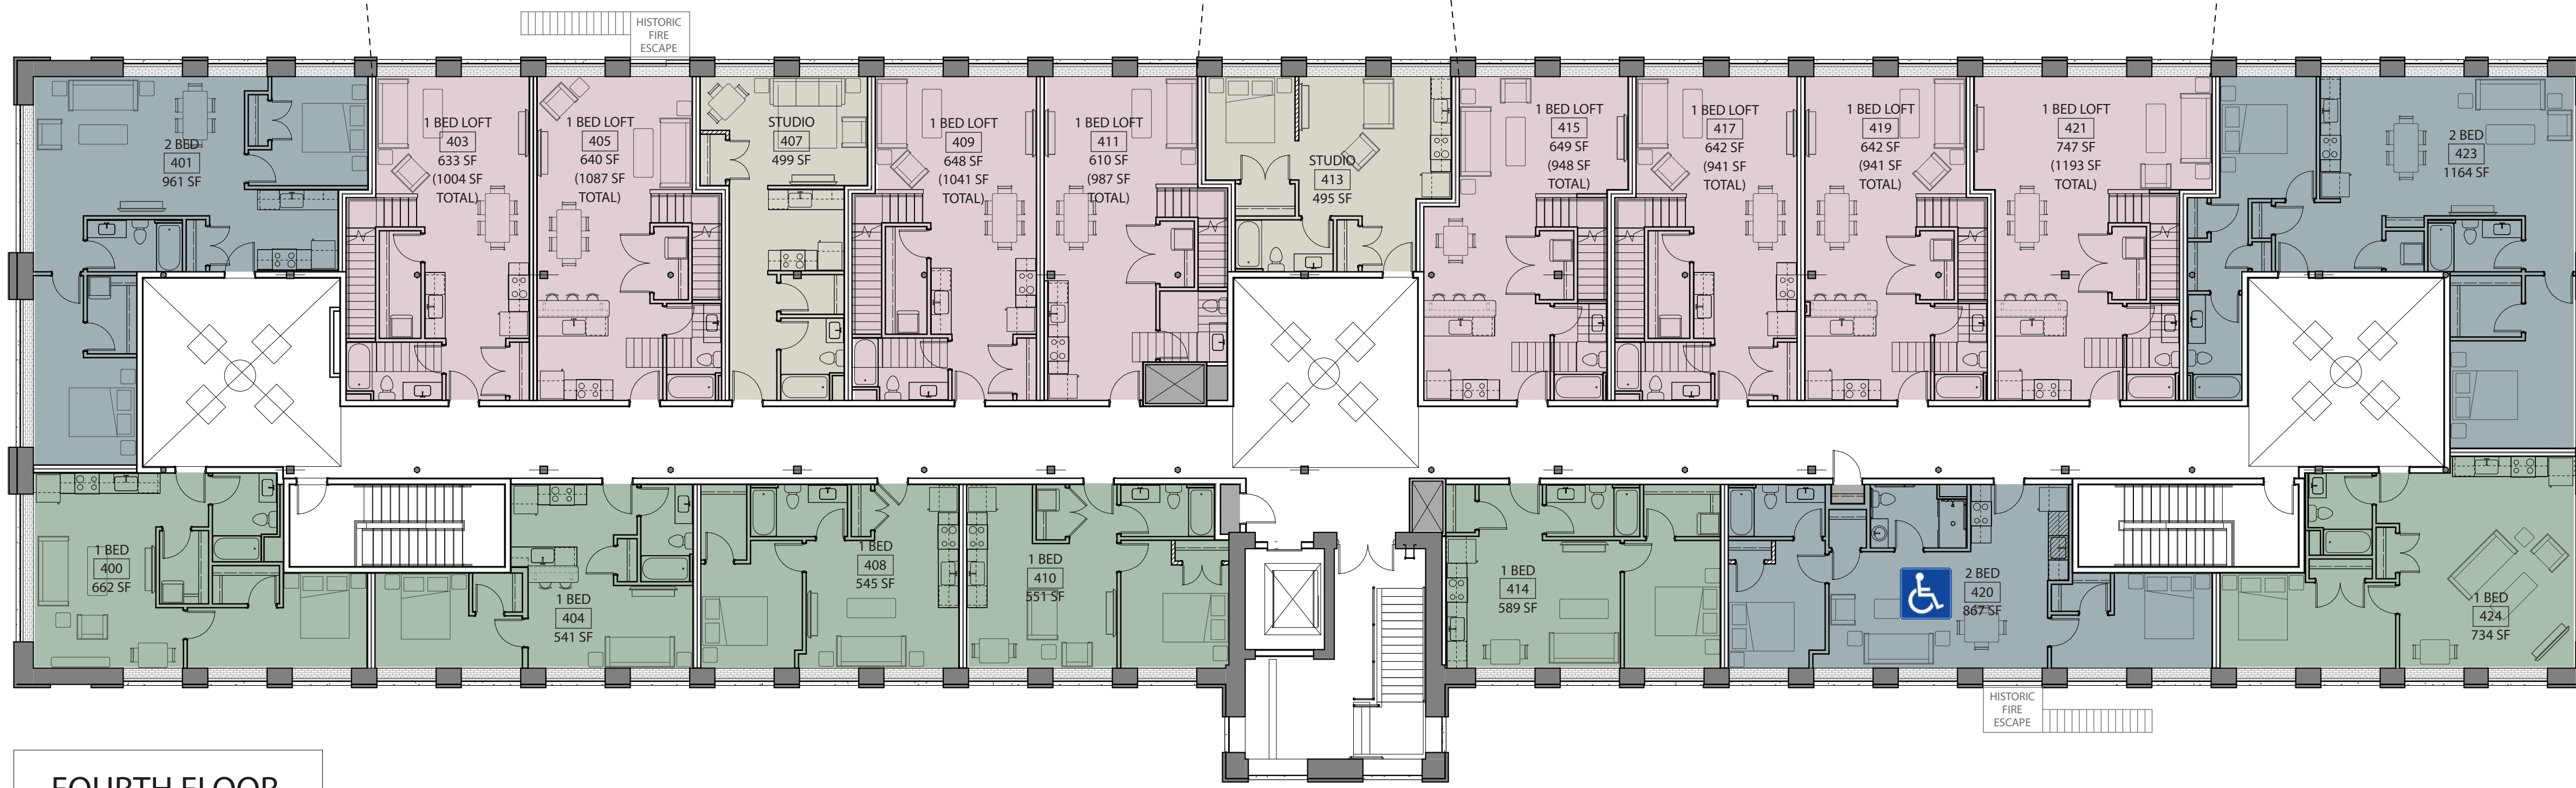 HISTORIC
FIRE
ESCAPE
2 BED
401
961 SF
1 BED LOFT
403
633 SF
(1004 SF
TOTAL)
1 BED LOFT
405
640 SF
(1087 SF
TOTAL)
STUDIO
407
499 SF
1 BED LOFT
409
648 SF
(1041 SF
TOTAL)
1 BED LOFT
411
610 SF
(987 SF
TOTAL)
STUDIO
413
495 SF
1 BED LOFT
415
649 SF
(948 SF
TOTAL)
1 BED LOFT
417
642 SF
(941 SF
TOTAL)
1 BED LOFT
419
642 SF
(941 SF
TOTAL)
1 BED LOFT
421
747 SF
(1193 SF
TOTAL)
2 BED
423
1164 SF
1 BED
400
662 SF
1 BED
404
541 SF
1 BED
408
545 SF
1 BED
410
551 SF
1 BED
414
589 SF
2 BED
420
867 SF
1 BED
424
734 SF
HISTORIC
FIRE
ESCAPE
FOURTH FLOOR